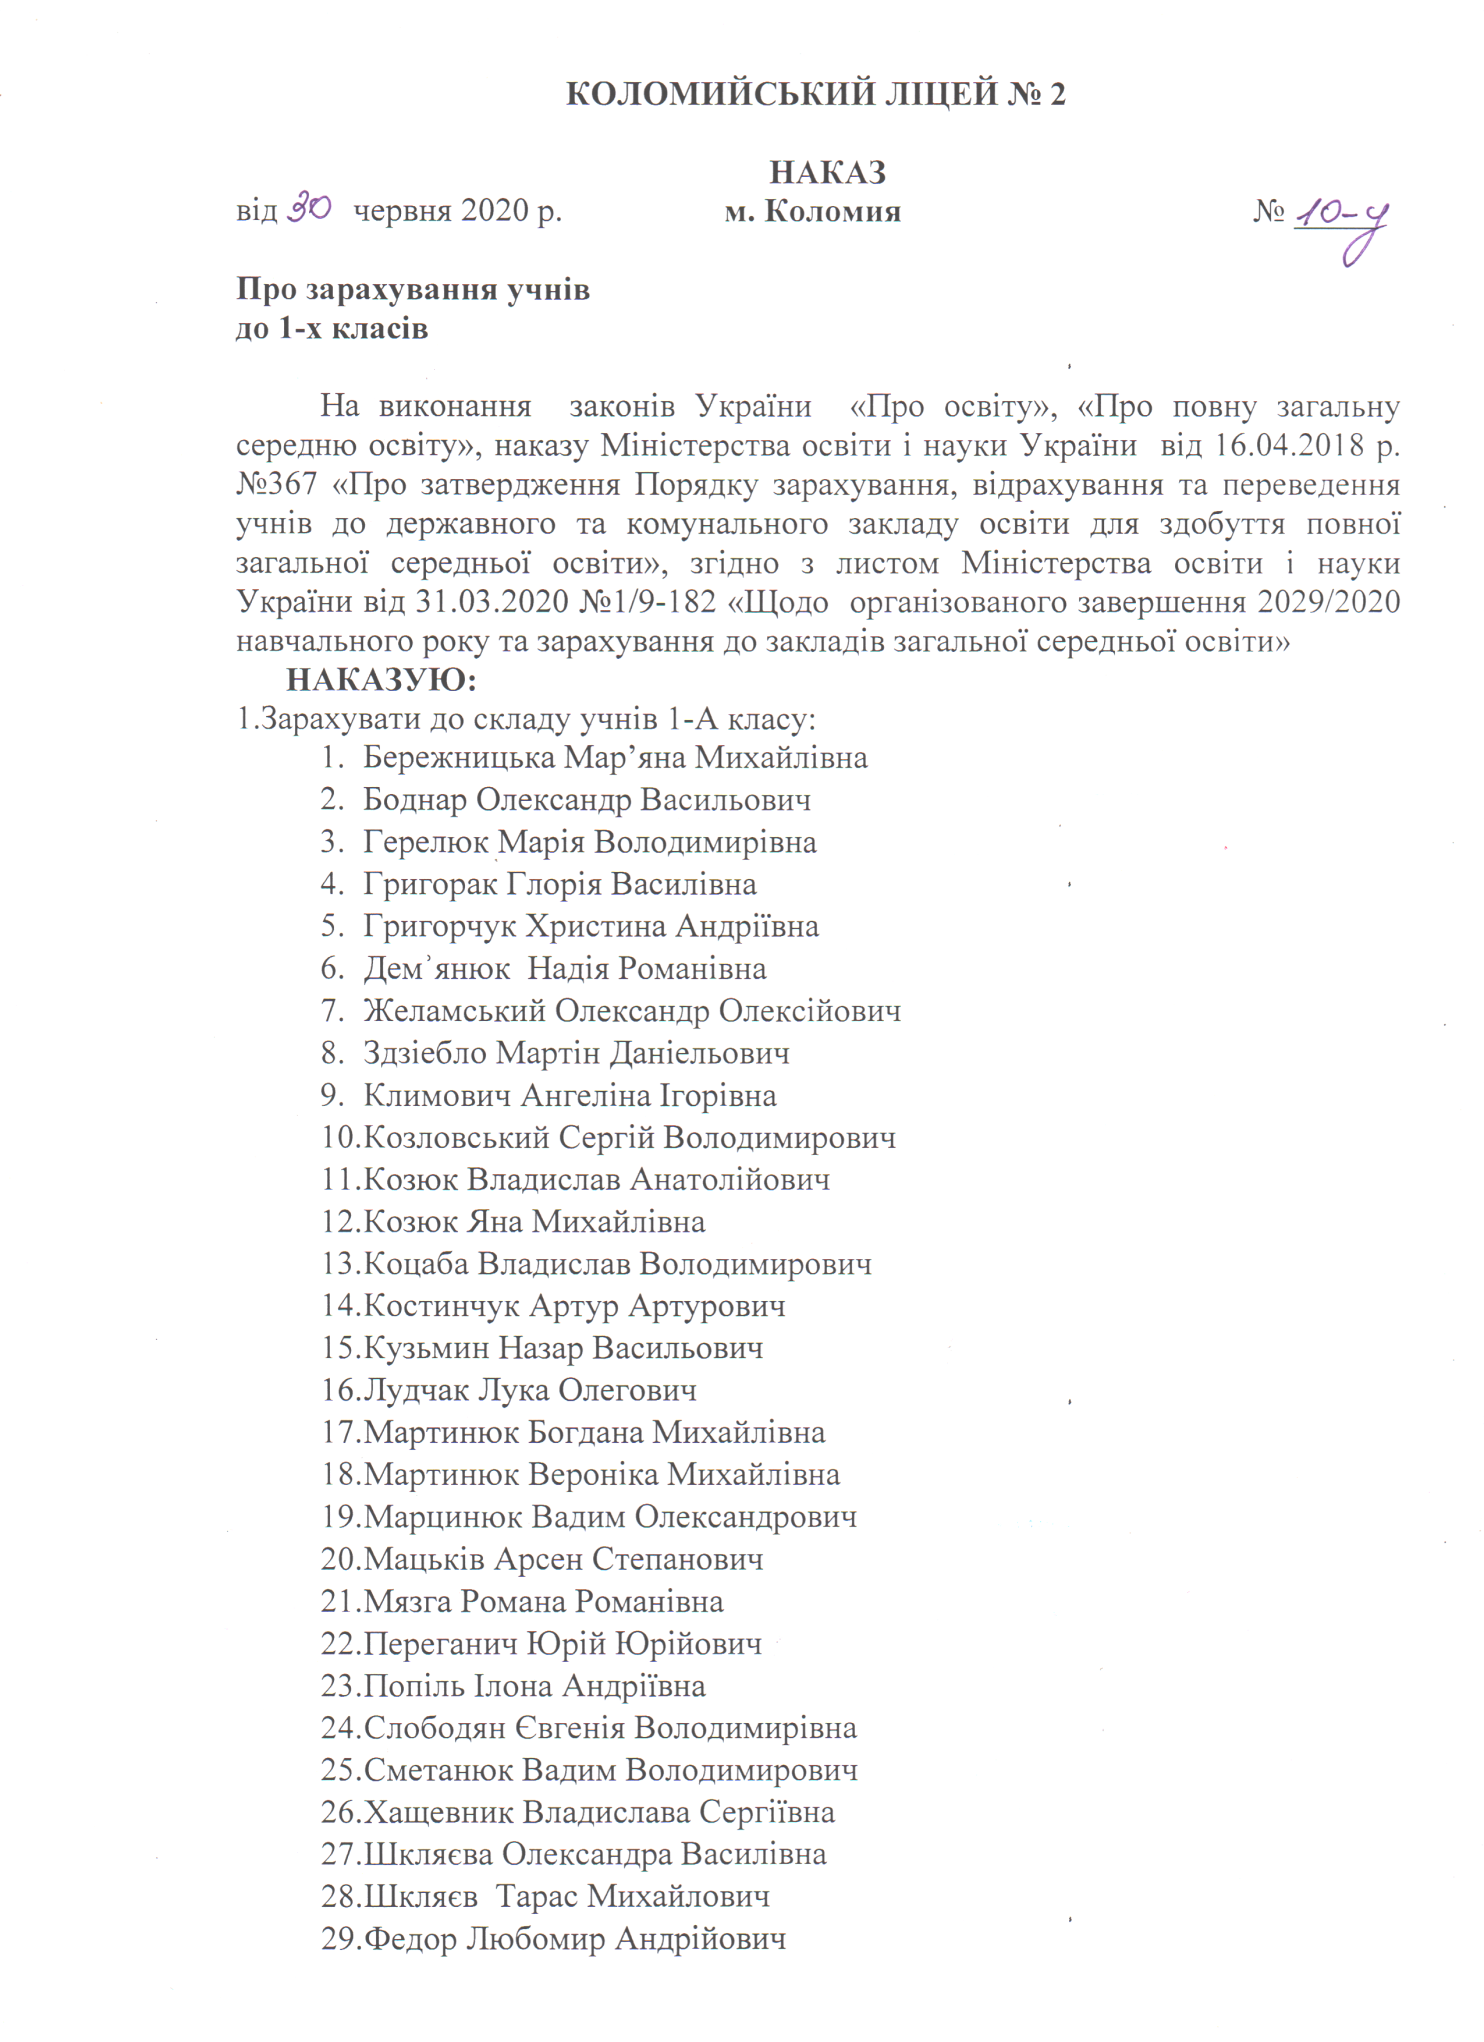 КОЛОМИЙСЬКИЙ ЛІЦЕЙ № 2
НАКАЗ
від 30 червня 2020 р. м. Коломия № 10-у
Про зарахування учнів
до 1-х класів
На виконання законів України «Про освіту», «Про повну загальну
середню освіту», наказу Міністерства освіти і науки України від 16.04.2018 р.
№367 «Про затвердження Порядку зарахування, відрахування та переведення
учнів до державного та комунального закладу освіти для здобуття повної
загальної середньої освіти», згідно з листом Міністерства освіти і науки
України від 31.03.2020 №1/9-182 «Щодо організованого завершення 2029/2020
навчального року та зарахування до закладів загальної середньої освіти»
НАКАЗУЮ:
1.Зарахувати до складу учнів 1-А класу:
1. Бережницька Мар’яна Михайлівна
2. Боднар Олександр Васильович
3. Герелюк Марія Володимирівна
4. Григорак Глорія Василівна
5. Григорчук Христина Андріївна
6. Дем᾿янюк Надія Романівна
7. Желамський Олександр Олексійович
8. Здзіебло Мартін Даніельович
9. Климович Ангеліна Ігорівна
10.Козловський Сергій Володимирович
11.Козюк Владислав Анатолійович
12.Козюк Яна Михайлівна
13.Коцаба Владислав Володимирович
14.Костинчук Артур Артурович
15.Кузьмин Назар Васильович
16.Лудчак Лука Олегович
17.Мартинюк Богдана Михайлівна
18.Мартинюк Вероніка Михайлівна
19.Марцинюк Вадим Олександрович
20.Мацьків Арсен Степанович
21.Мязга Романа Романівна
22.Переганич Юрій Юрійович
23.Попіль Ілона Андріївна
24.Слободян Євгенія Володимирівна
25.Сметанюк Вадим Володимирович
26.Хащевник Владислава Сергіївна
27.Шкляєва Олександра Василівна
28.Шкляєв Тарас Михайлович
29.Федор Любомир Андрійович